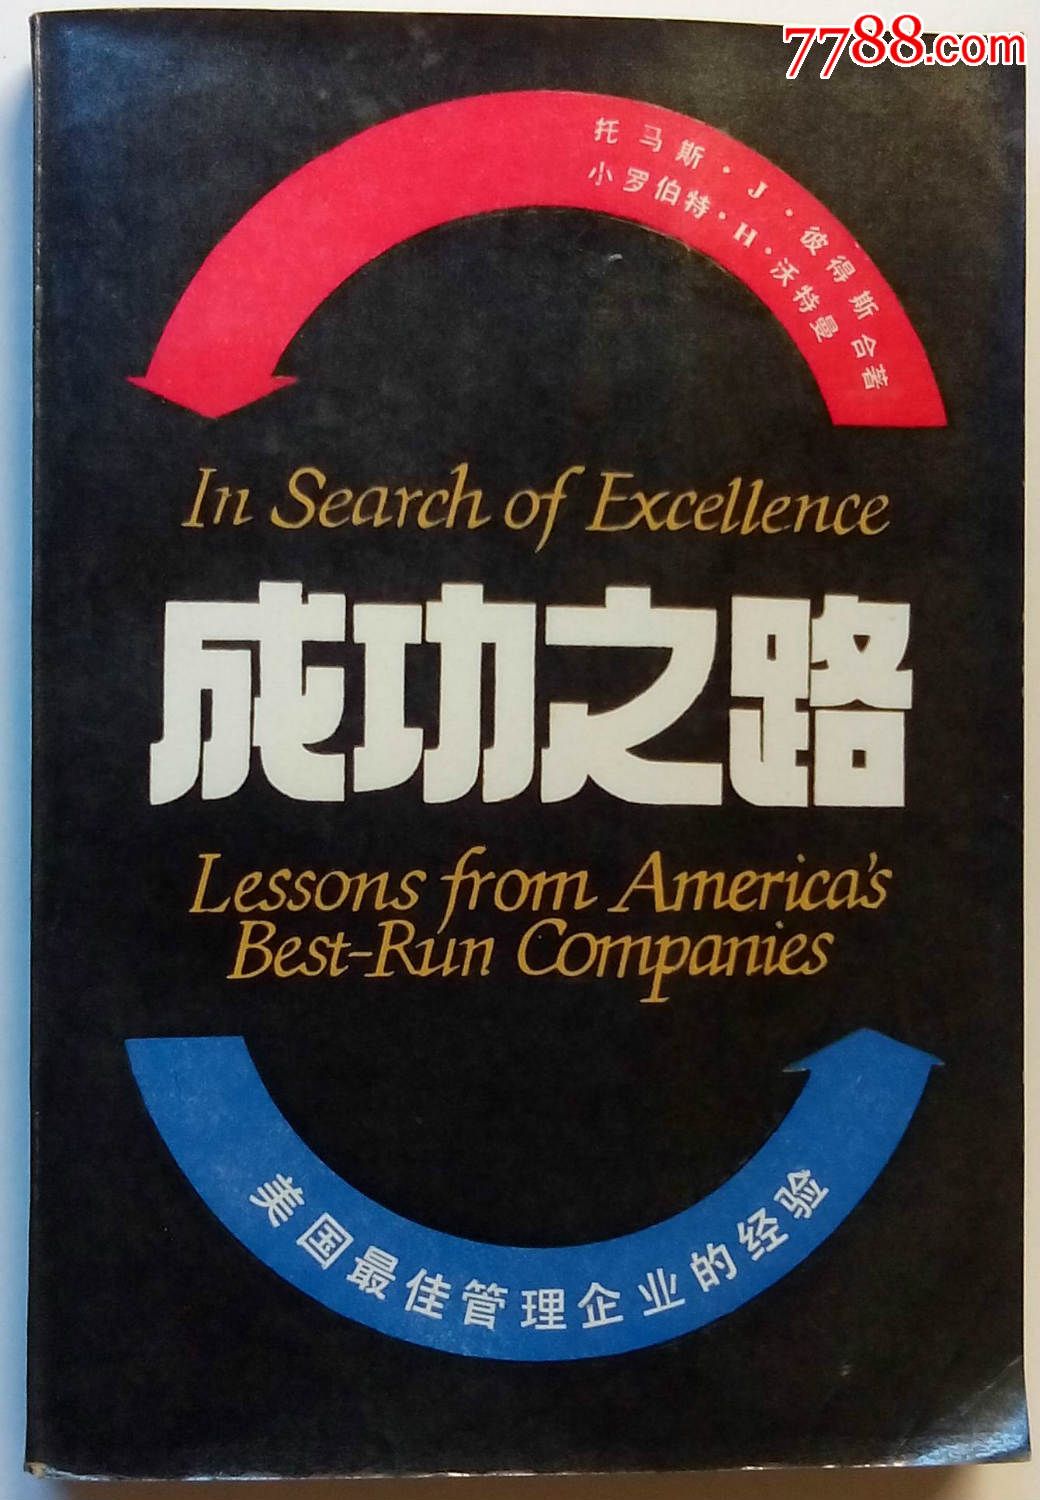 7788.com
托马斯·J·彼得斯
小罗伯特·H·沃特曼 合著
In Search of Excellence
成功之路
Lessons from America's
Best-Run Companies
美国最佳管理企业的经验